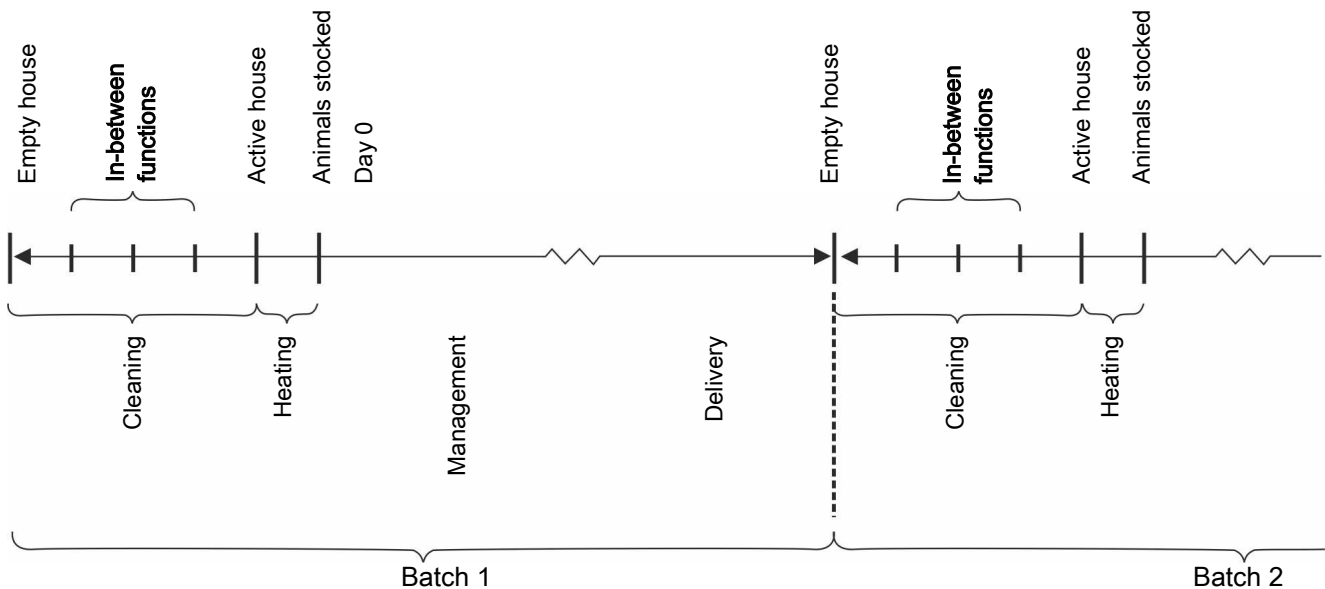 Empty house
In-between
functions
Active house
Animals stocked
Day 0
Empty house
In-between
functions
Active house
Animals stocked
Cleaning
Heating
Management
Delivery
Cleaning
Heating
Batch 1
Batch 2